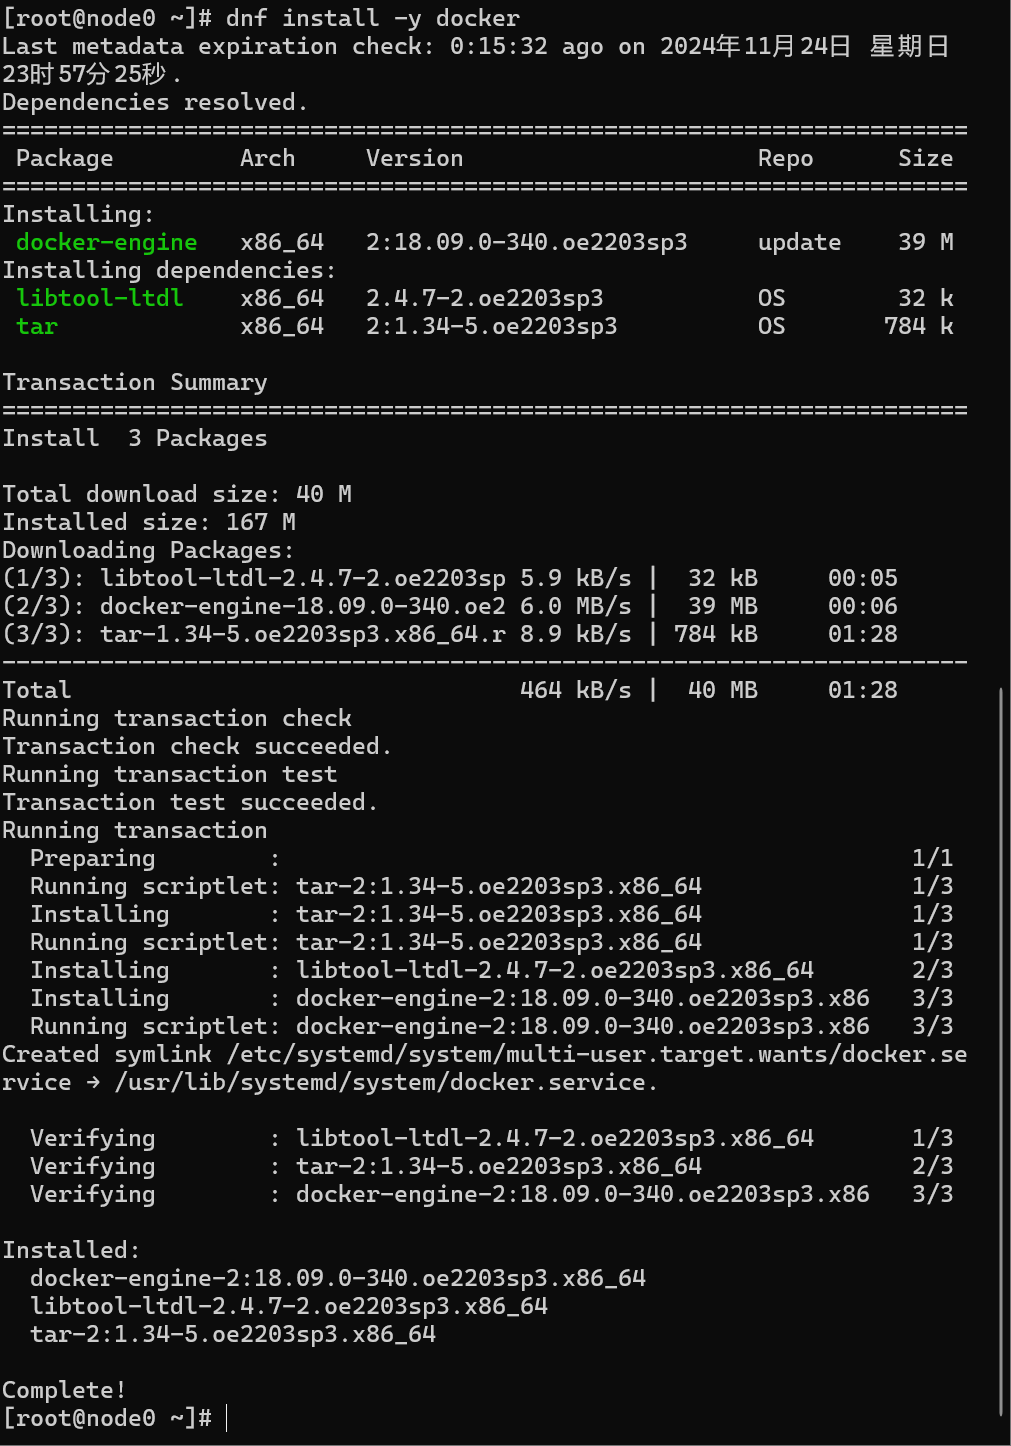 [root@node0 ~]# dnf install -y docker
Last metadata expiration check: 0:15:32 ago on 2024年11月24日 星期日
23时57分25秒.
Dependencies resolved.
=====================================================================
 Package         Arch     Version                     Repo      Size
=====================================================================
Installing:
 docker-engine   x86_64   2:18.09.0-340.oe2203sp3     update    39 M
Installing dependencies:
 libtool-ltdl    x86_64   2.4.7-2.oe2203sp3           OS        32 k
 tar             x86_64   2:1.34-5.oe2203sp3          OS       784 k

Transaction Summary
=====================================================================
Install  3 Packages

Total download size: 40 M
Installed size: 167 M
Downloading Packages:
(1/3): libtool-ltdl-2.4.7-2.oe2203sp 5.9 kB/s |  32 kB     00:05
(2/3): docker-engine-18.09.0-340.oe2 6.0 MB/s |  39 MB     00:06
(3/3): tar-1.34-5.oe2203sp3.x86_64.r 8.9 kB/s | 784 kB     01:28
---------------------------------------------------------------------
Total                                464 kB/s |  40 MB     01:28
Running transaction check
Transaction check succeeded.
Running transaction test
Transaction test succeeded.
Running transaction
  Preparing        :                                             1/1
  Running scriptlet: tar-2:1.34-5.oe2203sp3.x86_64               1/3
  Installing       : tar-2:1.34-5.oe2203sp3.x86_64               1/3
  Running scriptlet: tar-2:1.34-5.oe2203sp3.x86_64               1/3
  Installing       : libtool-ltdl-2.4.7-2.oe2203sp3.x86_64       2/3
  Installing       : docker-engine-2:18.09.0-340.oe2203sp3.x86   3/3
  Running scriptlet: docker-engine-2:18.09.0-340.oe2203sp3.x86   3/3
Created symlink /etc/systemd/system/multi-user.target.wants/docker.se
rvice → /usr/lib/systemd/system/docker.service.

  Verifying        : libtool-ltdl-2.4.7-2.oe2203sp3.x86_64       1/3
  Verifying        : tar-2:1.34-5.oe2203sp3.x86_64               2/3
  Verifying        : docker-engine-2:18.09.0-340.oe2203sp3.x86   3/3

Installed:
  docker-engine-2:18.09.0-340.oe2203sp3.x86_64
  libtool-ltdl-2.4.7-2.oe2203sp3.x86_64
  tar-2:1.34-5.oe2203sp3.x86_64

Complete!
[root@node0 ~]#